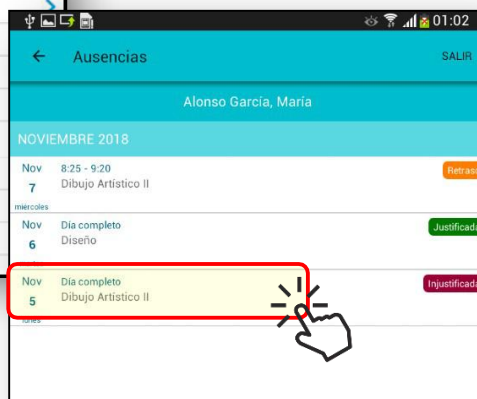 01:02
Ausencias SALIR
Alonso García, María
NOVIEMBRE 2018
Nov 8:25 - 9:20
7 Dibujo Artístico II Retras
miércoles
Nov Día completo
6 Diseño Justificada
Nov Día completo
5 Dibujo Artístico II Injustificada
lunes